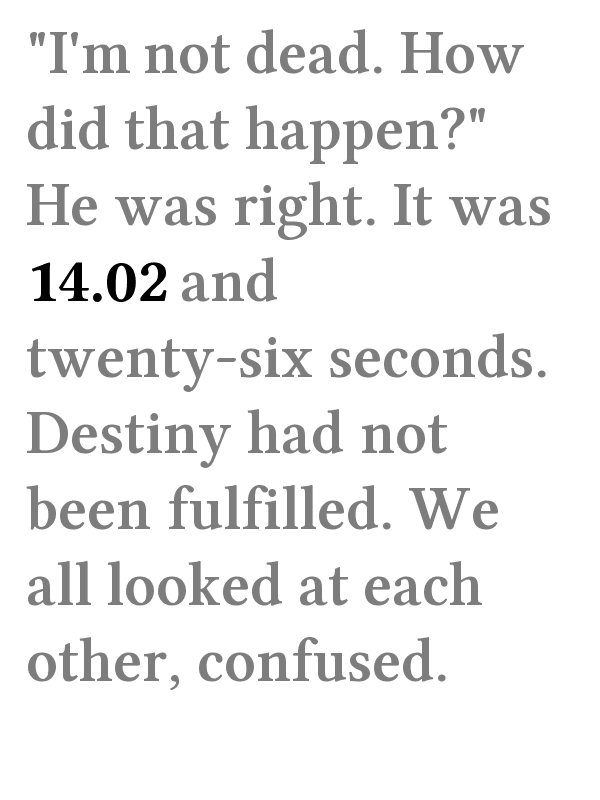 "I'm not dead. How
did that happen?"
He was right. It was
14.02 and
twenty-six seconds.
Destiny had not
been fulfilled. We
all looked at each
other, confused.